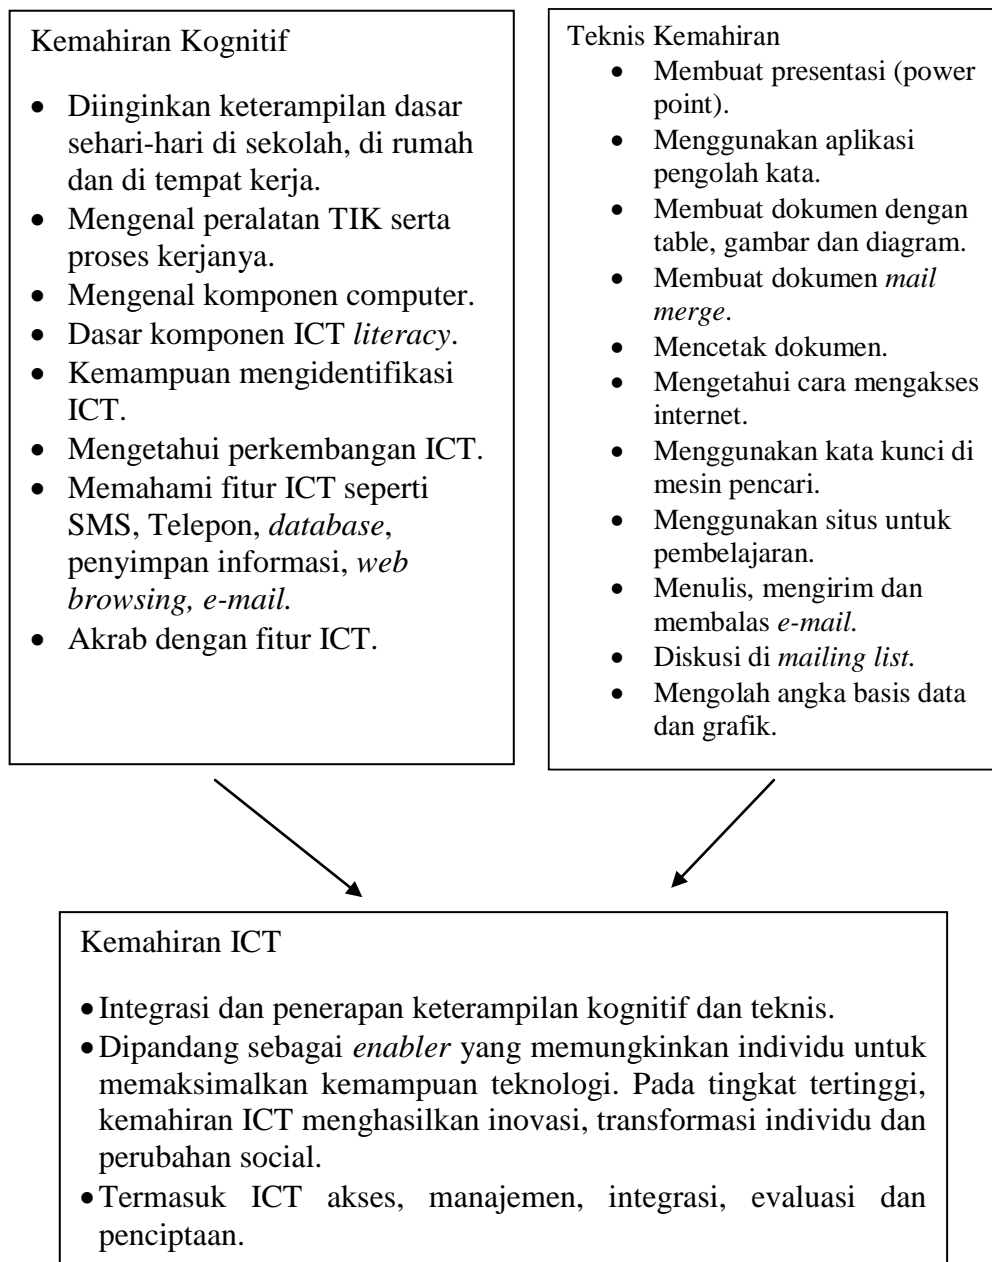 Kemahiran Kognitif
• Diinginkan keterampilan dasar
sehari-hari di sekolah, di rumah
dan di tempat kerja.
• Mengenal peralatan TIK serta
proses kerjanya.
• Mengenal komponen computer.
• Dasar komponen ICT literacy.
• Kemampuan mengidentifikasi
ICT.
• Mengetahui perkembangan ICT.
• Memahami fitur ICT seperti
SMS, Telepon, database,
penyimpan informasi, web
browsing, e-mail.
• Akrab dengan fitur ICT.
Teknis Kemahiran
• Membuat presentasi (power
point).
• Menggunakan aplikasi
pengolah kata.
• Membuat dokumen dengan
table, gambar dan diagram.
• Membuat dokumen mail
merge.
• Mencetak dokumen.
• Mengetahui cara mengakses
internet.
• Menggunakan kata kunci di
mesin pencari.
• Menggunakan situs untuk
pembelajaran.
• Menulis, mengirim dan
membalas e-mail.
• Diskusi di mailing list.
• Mengolah angka basis data
dan grafik.
Kemahiran ICT
• Integrasi dan penerapan keterampilan kognitif dan teknis.
• Dipandang sebagai enabler yang memungkinkan individu untuk
memaksimalkan kemampuan teknologi. Pada tingkat tertinggi,
kemahiran ICT menghasilkan inovasi, transformasi individu dan
perubahan social.
• Termasuk ICT akses, manajemen, integrasi, evaluasi dan
penciptaan.